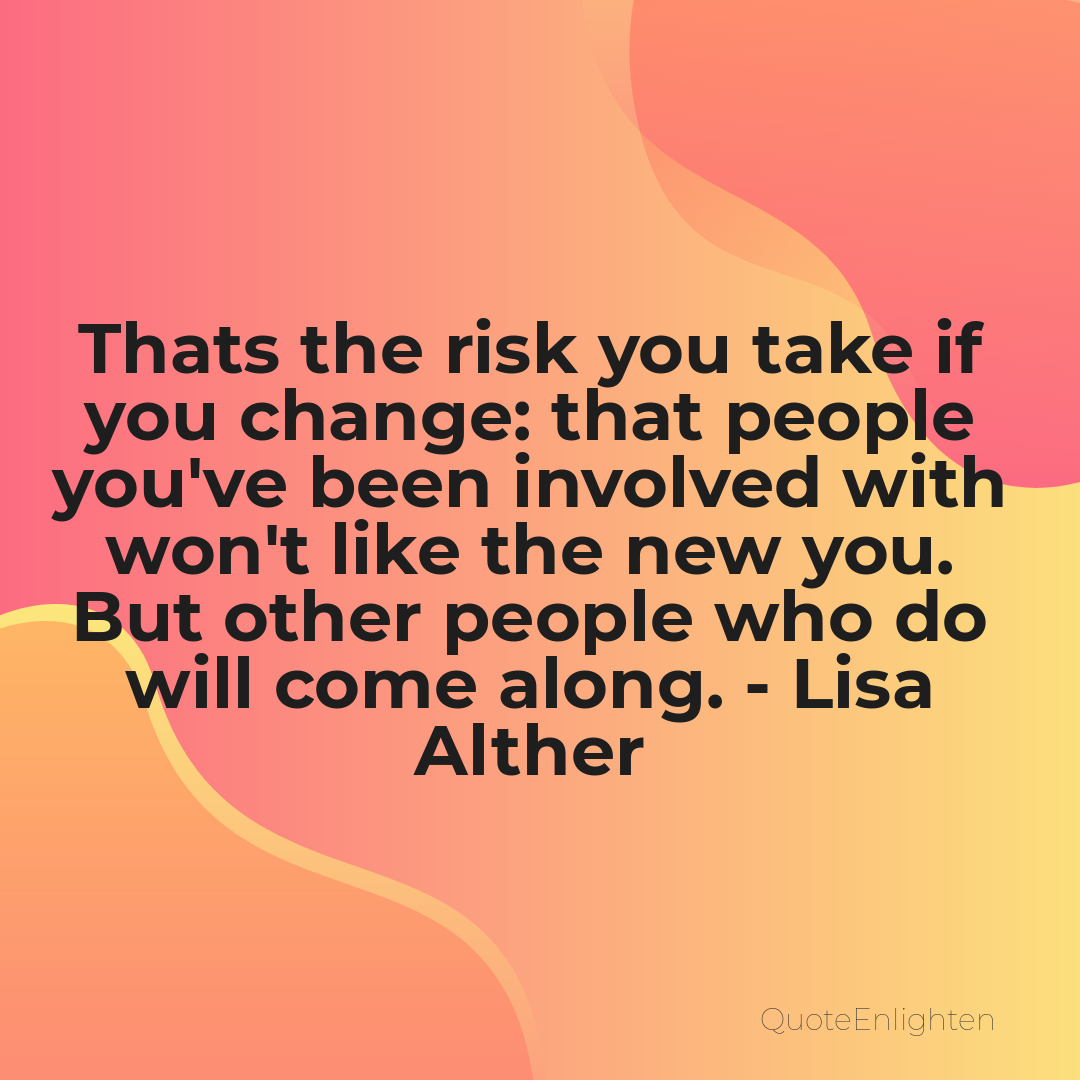 Thats the risk you take if
you change: that people
you've been involved with
won't like the new you.
But other people who do
will come along. - Lisa
Alther
QuoteEnlighten